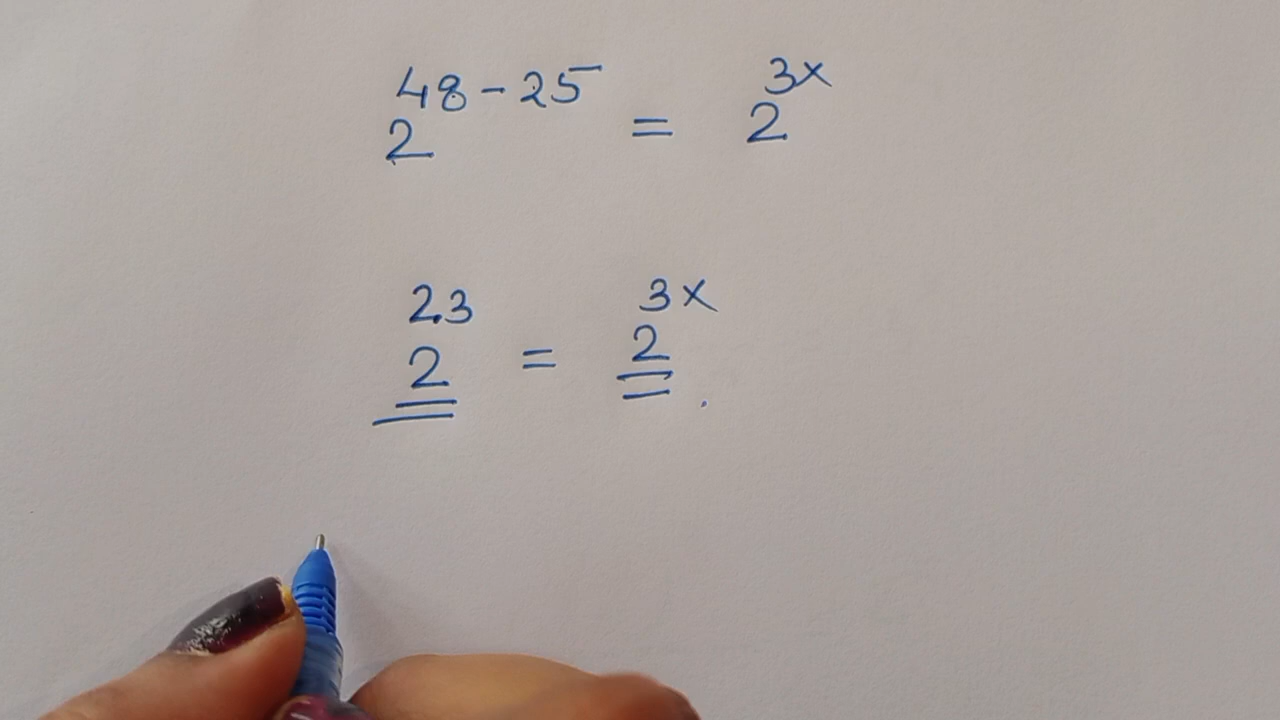 2^{48-25} = 2^{3x}
2^{23} = 2^{3x}.